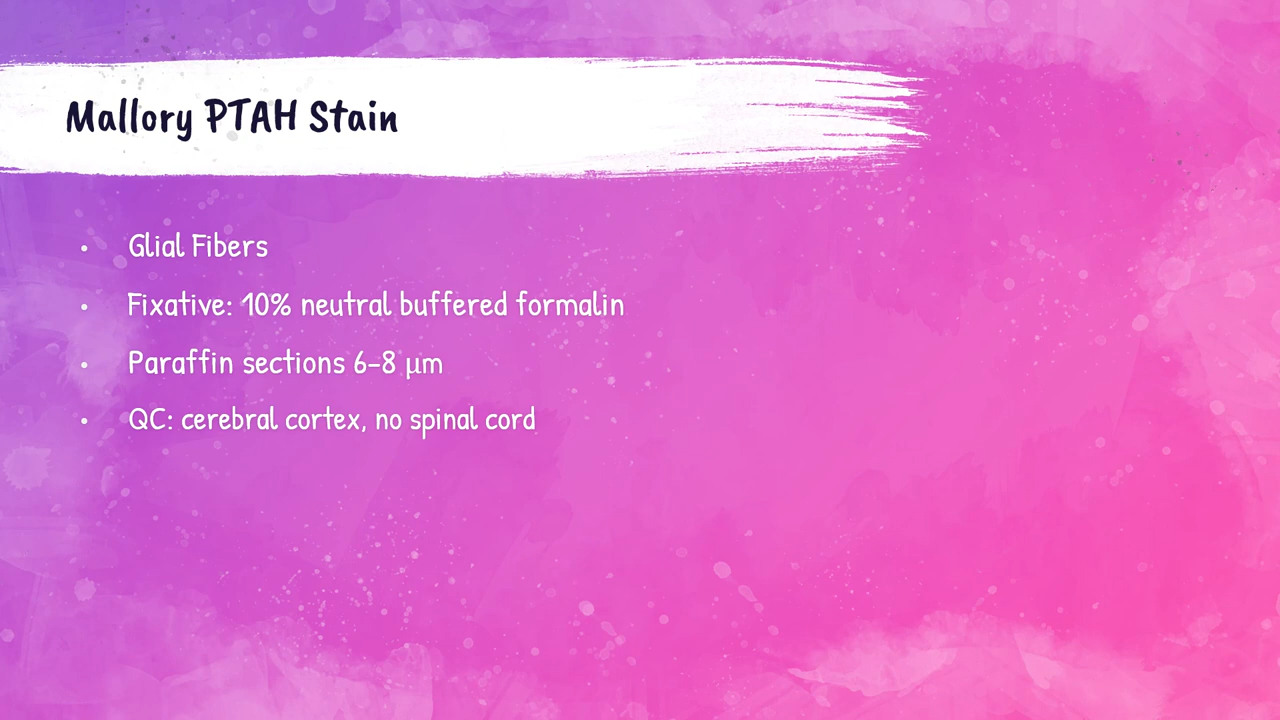 Mallory PTAH Stain
• Glial Fibers
• Fixative: 10% neutral buffered formalin
• Paraffin sections 6-8 µm
• QC: cerebral cortex, no spinal cord